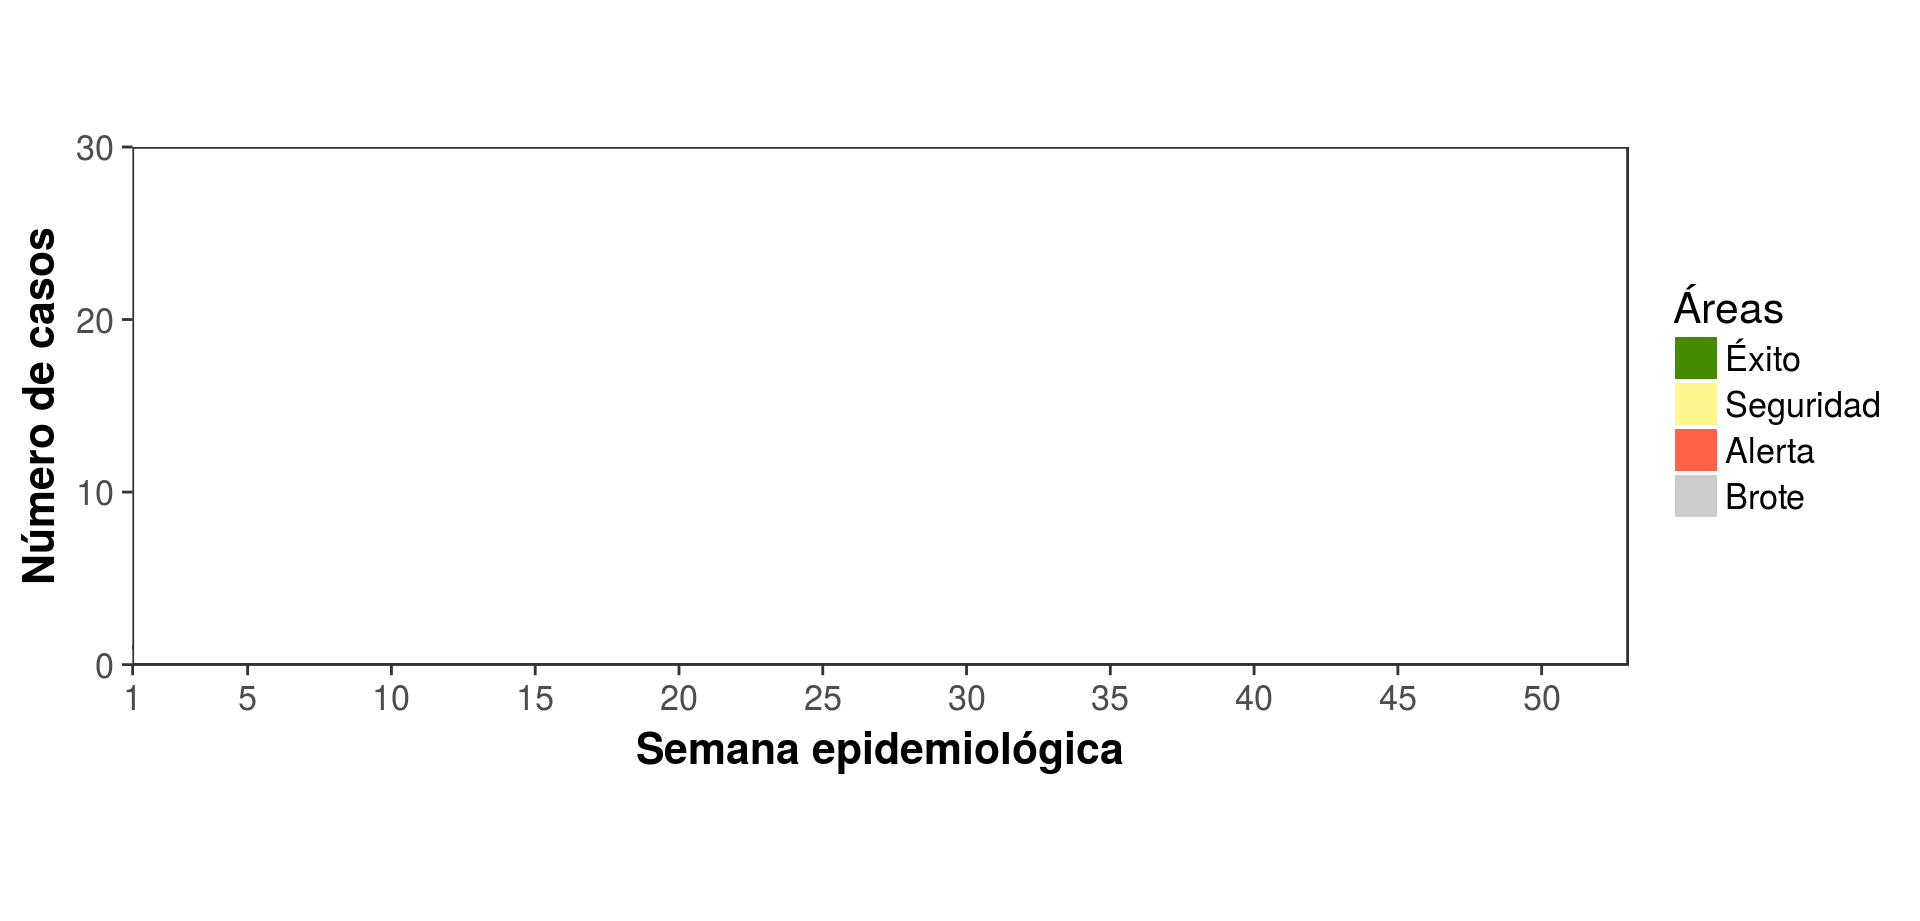 30
20
10
0
1 5 10 15 20 25 30 35 40 45 50
Número de casos
Semana epidemiológica
Áreas
Éxito
Seguridad
Alerta
Brote